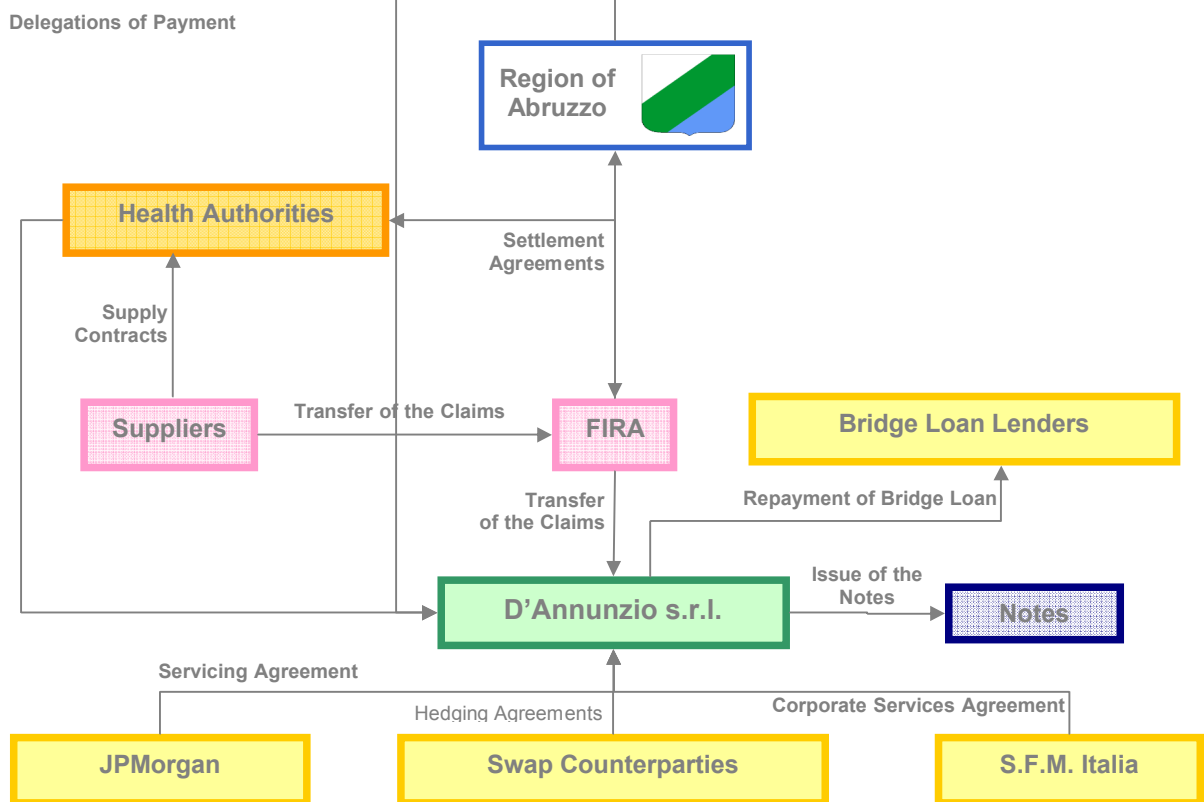 Delegations of Payment
Region of
Abruzzo
Health Authorities
Settlement
Agreements
Supply
Contracts
Transfer of the Claims
Suppliers
FIRA
Bridge Loan Lenders
Transfer
of the Claims
Repayment of Bridge Loan
Issue of the
Notes
D'Annunzio s.r.l.
Notes
Servicing Agreement
Hedging Agreements
Corporate Services Agreement
JPMorgan
Swap Counterparties
S.F.M. Italia